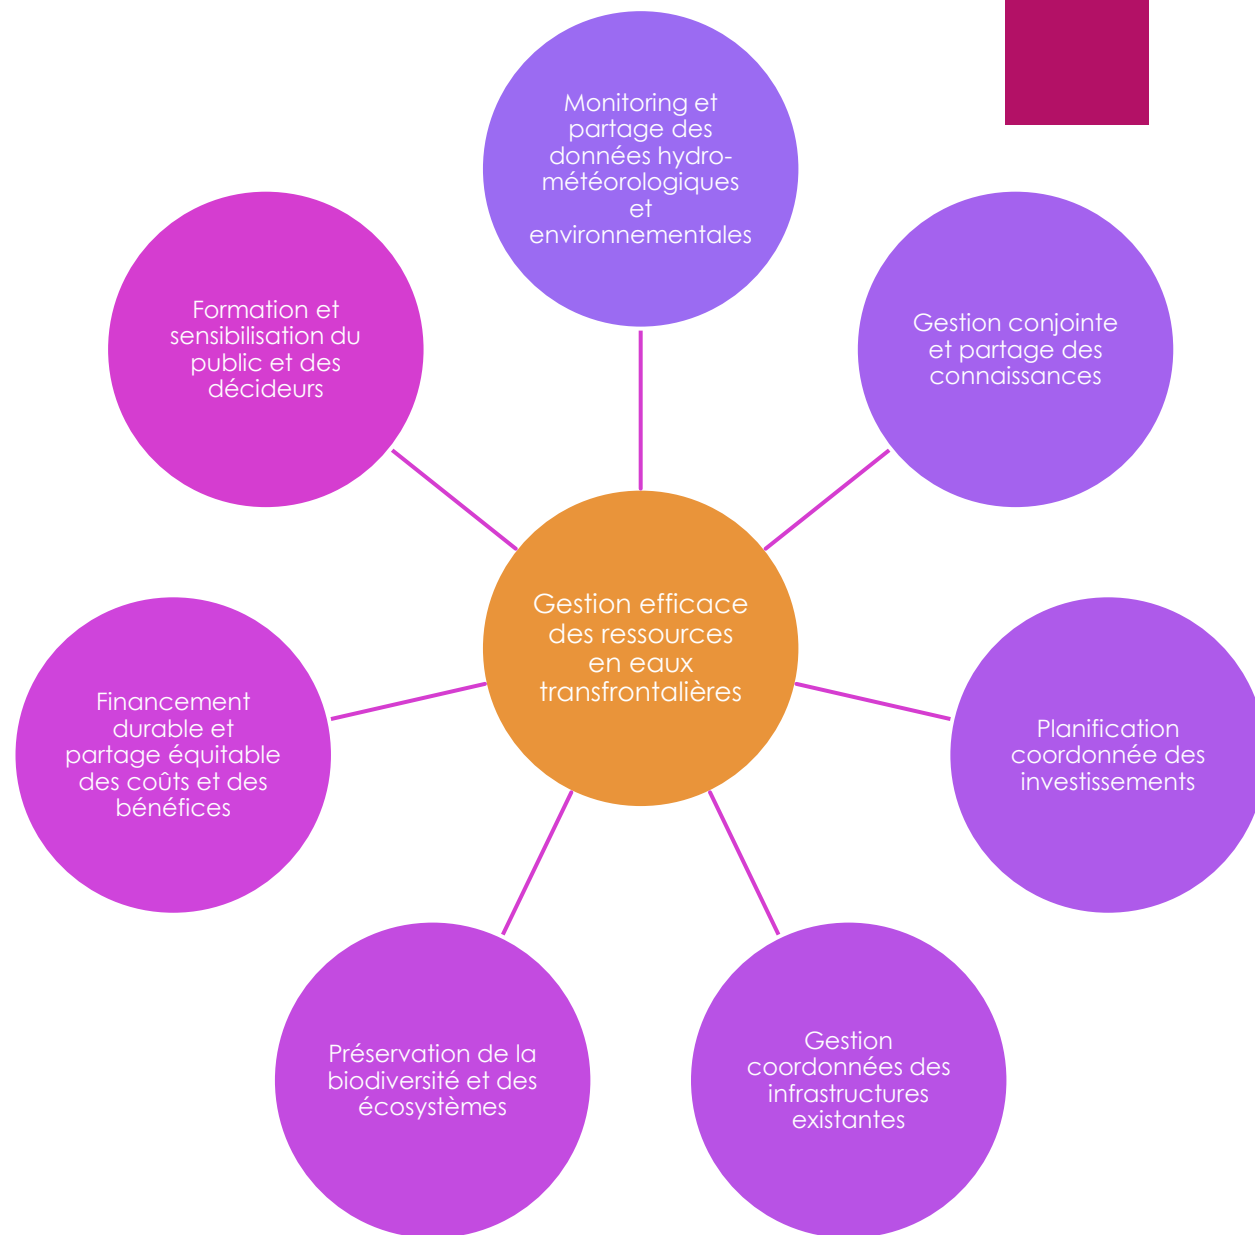 Monitoring et
partage des
données hydro-
météorologiques
et
environnementales
Gestion conjointe
et partage des
connaissances
Planification
coordonnée des
investissements
Gestion
coordonnées des
infrastructures
existantes
Préservation de la
biodiversité et des
écosystèmes
Financement
durable et
partage équitable
des coûts et des
bénéfices
Formation et
sensibilisation du
public et des
décideurs
Gestion efficace
des ressources
en eaux
transfrontalières